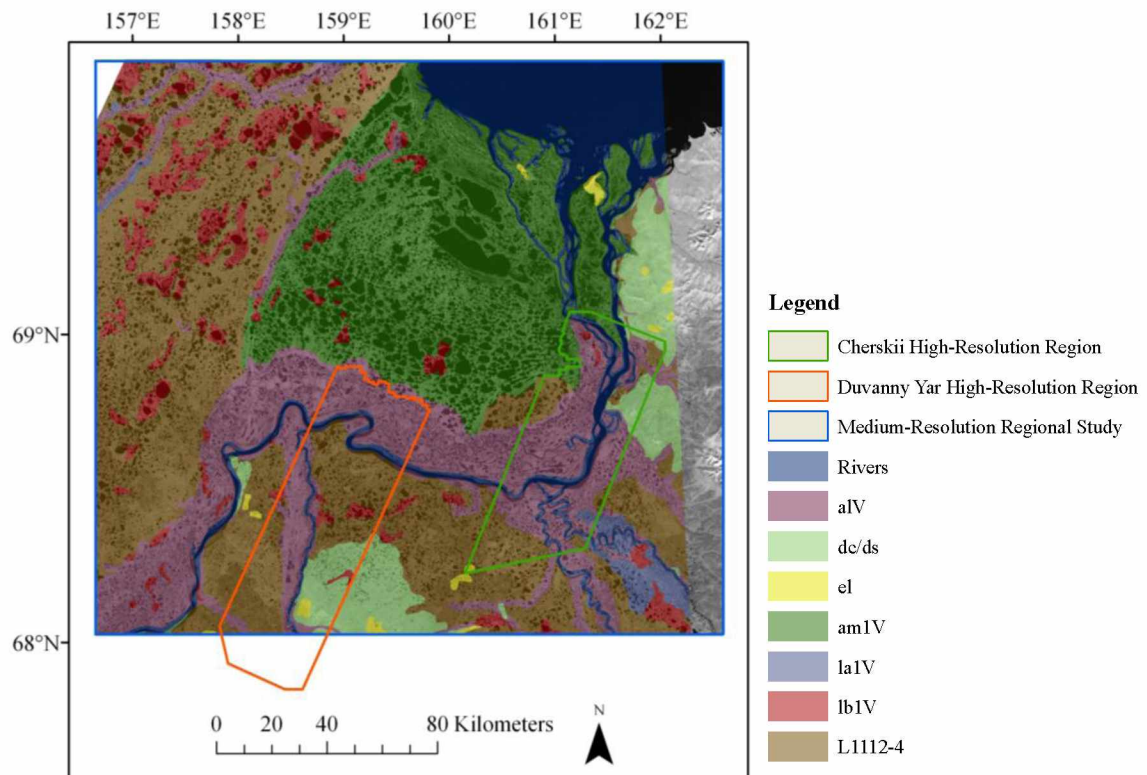 157°E 158°E 159°E 160°E 161°E 162°E
69°N
68°N
0 20 40 80 Kilometers
N
Legend
Cherskii High-Resolution Region
Duvanny Yar High-Resolution Region
Medium-Resolution Regional Study
Rivers
alV
dc/ds
el
am1V
la1V
lb1V
L1112-4